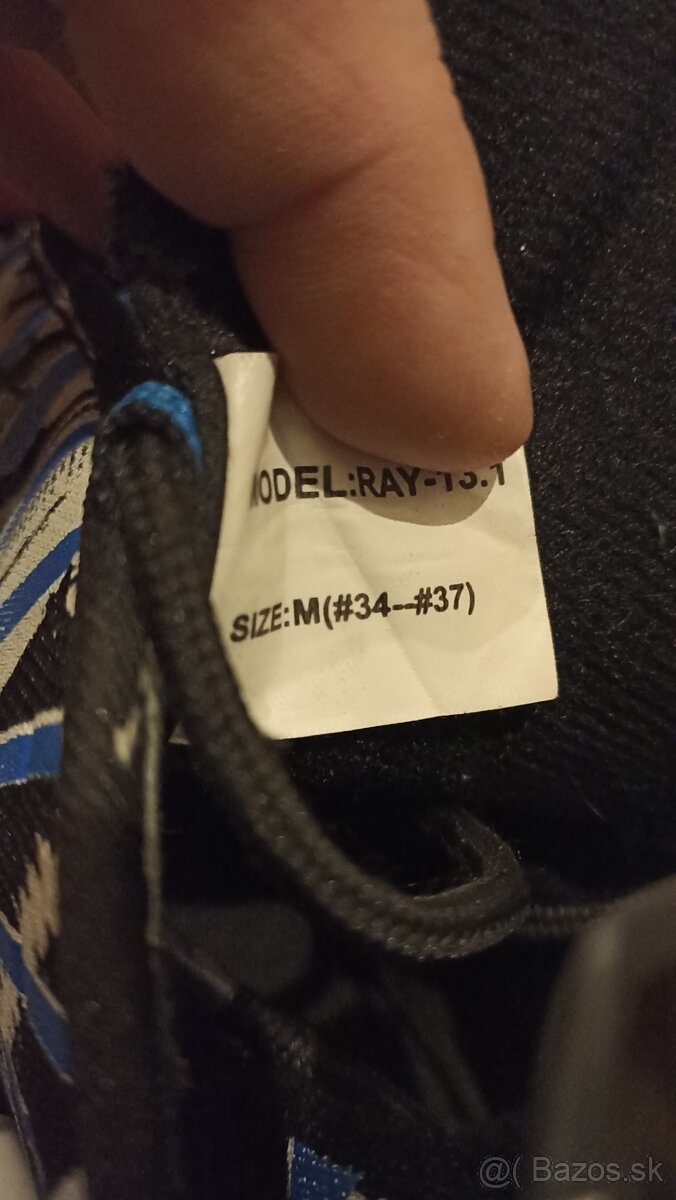 MODEL:RAY-13.1
SIZE:M(#34--#37)
@( Bazos.sk